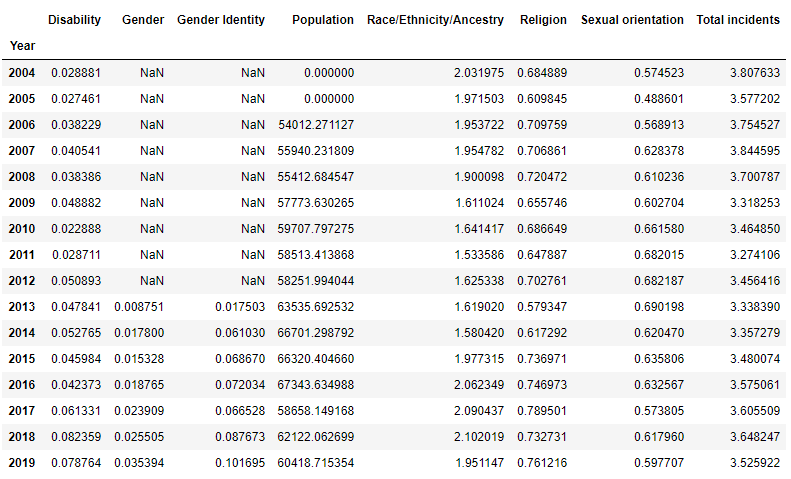 Disability Gender Gender Identity Population Race/Ethnicity/Ancestry Religion Sexual orientation Total incidents
Year
2004 0.028881 NaN NaN 0.000000 2.031975 0.684889 0.574523 3.807633
2005 0.027461 NaN NaN 0.000000 1.971503 0.609845 0.488601 3.577202
2006 0.038229 NaN NaN 54012.271127 1.953722 0.709759 0.568913 3.754527
2007 0.040541 NaN NaN 55940.231809 1.954782 0.706861 0.628378 3.844595
2008 0.038386 NaN NaN 55412.684547 1.900098 0.720472 0.610236 3.700787
2009 0.048882 NaN NaN 57773.630265 1.611024 0.655746 0.602704 3.318253
2010 0.022888 NaN NaN 59707.797275 1.641417 0.686649 0.661580 3.464850
2011 0.028711 NaN NaN 58513.413868 1.533586 0.647887 0.682015 3.274106
2012 0.050893 NaN NaN 58251.994044 1.625338 0.702761 0.682187 3.456416
2013 0.047841 0.008751 0.017503 63535.692532 1.619020 0.579347 0.690198 3.338390
2014 0.052765 0.017800 0.061030 66701.298792 1.580420 0.617292 0.620470 3.357279
2015 0.045984 0.015328 0.068670 66320.404660 1.977315 0.736971 0.635806 3.480074
2016 0.042373 0.018765 0.072034 67343.634988 2.062349 0.746973 0.632567 3.575061
2017 0.061331 0.023909 0.066528 58658.149168 2.090437 0.789501 0.573805 3.605509
2018 0.082359 0.025505 0.087673 62122.062699 2.102019 0.732731 0.617960 3.648247
2019 0.078764 0.035394 0.101695 60418.715354 1.951147 0.761216 0.597707 3.525922